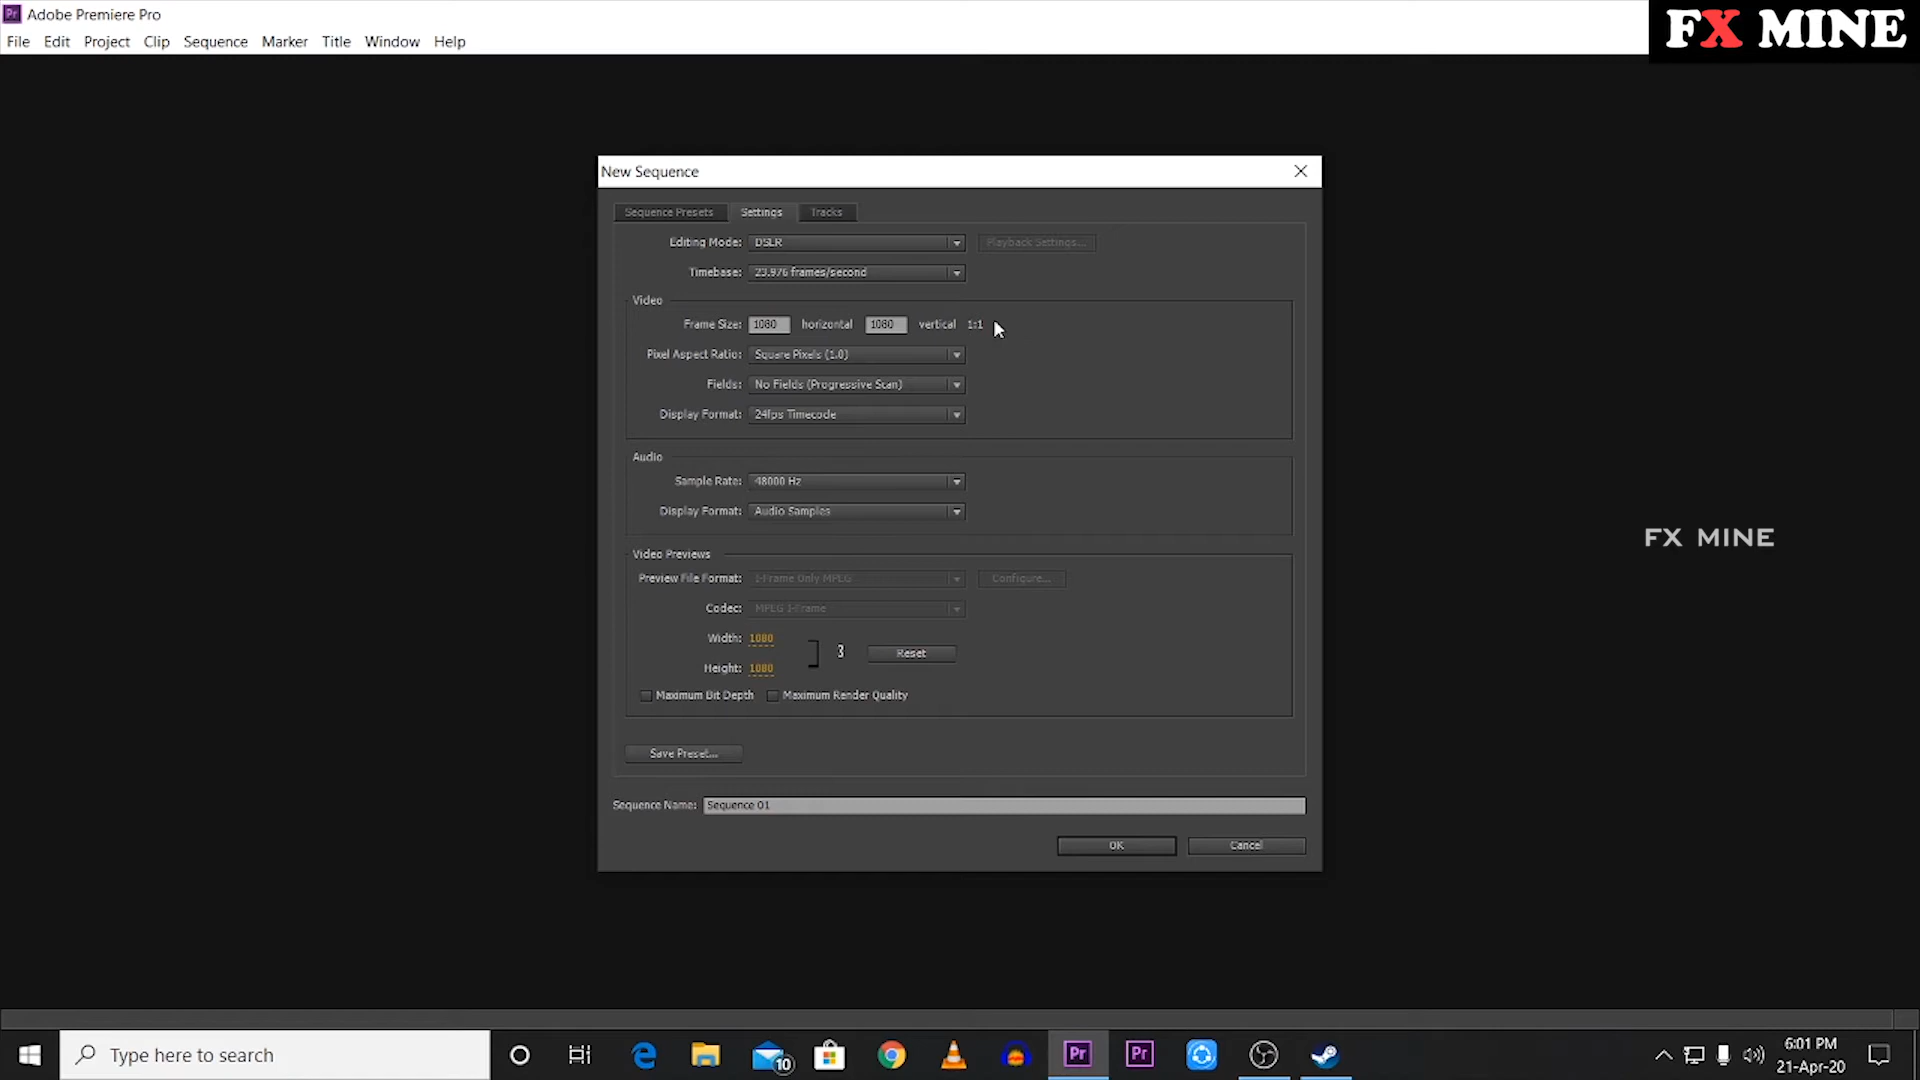 Pr Adobe Premiere Pro
FX MINE
File Edit Project Clip Sequence Marker Title Window Help
New Sequence
Sequence Presets Settings Tracks
Editing Mode: DSLR Playback Settings...
Timebase: 23.976 frames/second
Video
Frame Size: 1080 horizontal 1080 vertical 1:1
Pixel Aspect Ratio: Square Pixels (1.0)
Fields: No Fields (Progressive Scan)
Display Format: 24fps Timecode
Audio
Sample Rate: 48000 Hz
Display Format: Audio Samples
FX MINE
Video Previews
Preview File Format: I-Frame Only MPEG Configure...
Codec: MPEG I-Frame
Width: 1080
Reset
Height: 1080
Maximum Bit Depth Maximum Render Quality
Save Preset...
Sequence Name: Sequence 01
OK Cancel
Type here to search 10 Pr Pr 6:01 PM
21-Apr-20